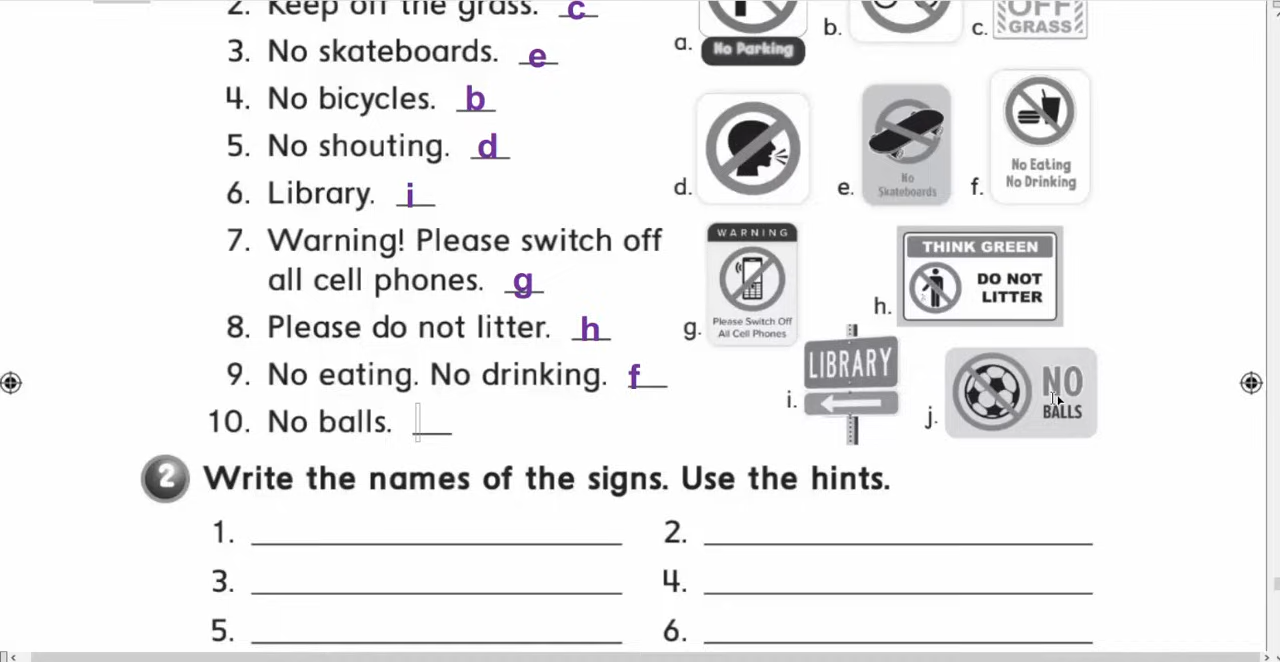 2. Keep off the grass. c
3. No skateboards. e
4. No bicycles. b
5. No shouting. d
6. Library. i
7. Warning! Please switch off
all cell phones. g
8. Please do not litter. h
9. No eating. No drinking. f
10. No balls.
a. No Parking
b.
c. OFF
GRASS
d.
e. No
Skateboards
f. No Eating
No Drinking
g. WARNING
Please Switch Off
All Cell Phones
h. THINK GREEN
DO NOT
LITTER
i. LIBRARY
j. NO
BALLS
2 Write the names of the signs. Use the hints.
1.
2.
3.
4.
5.
6.